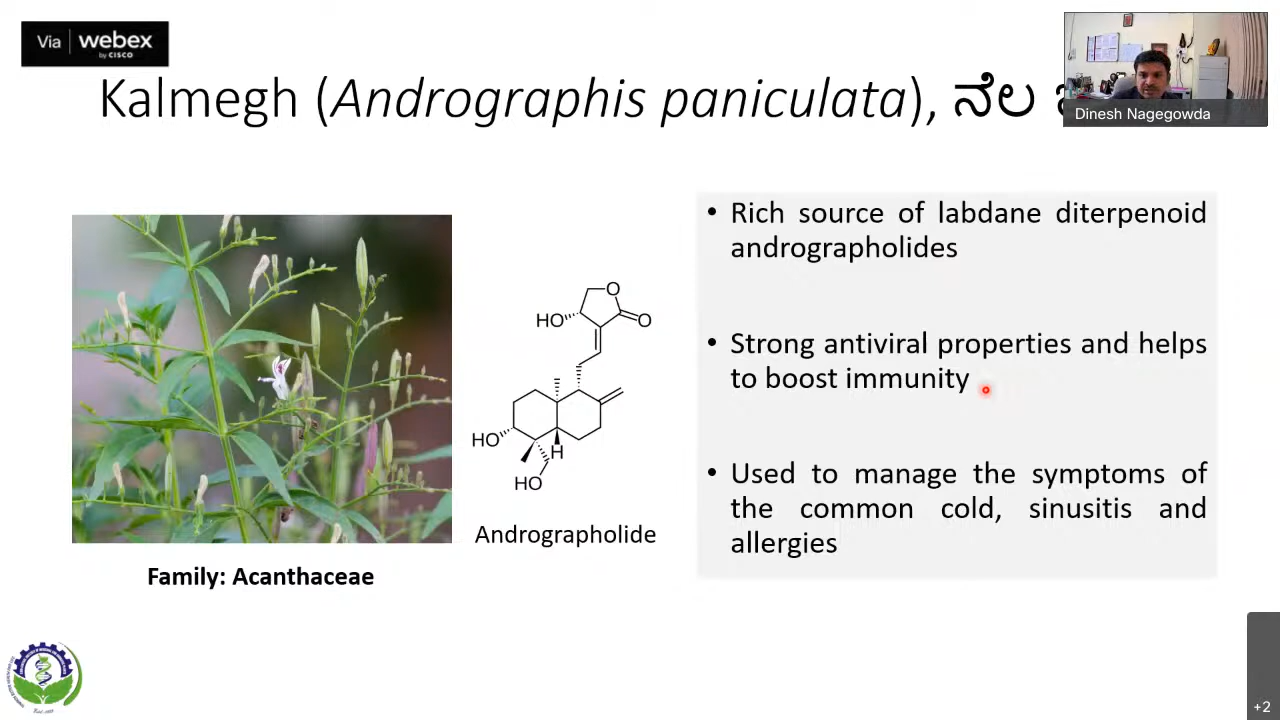 Via webex
by CISCO
Kalmegh (Andrographis paniculata), ನೆಲ
Dinesh Nagegowda
• Rich source of labdane diterpenoid
andrographolides
• Strong antiviral properties and helps
to boost immunity
• Used to manage the symptoms of
the common cold, sinusitis and
allergies
O
HO
O
HO
H
HO
Andrographolide
Family: Acanthaceae
+2